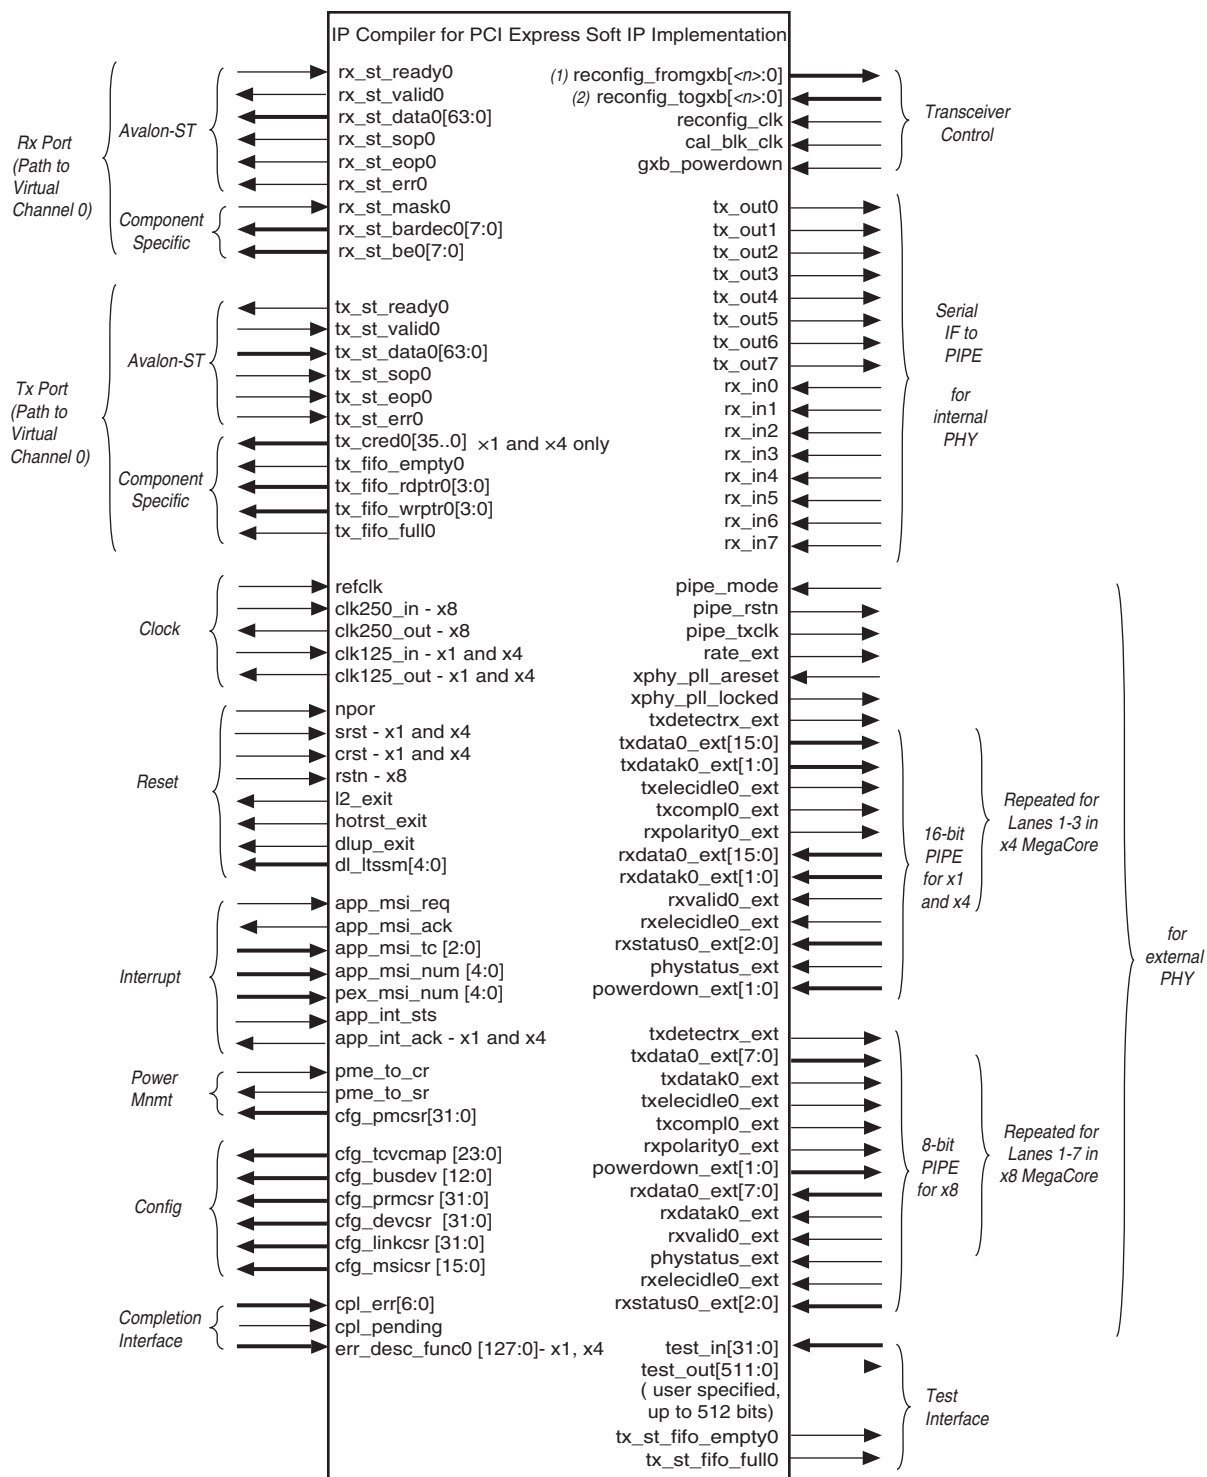 IP Compiler for PCI Express Soft IP Implementation
Rx Port
(Path to
Virtual
Channel 0)
Avalon-ST
rx_st_ready0
rx_st_valid0
rx_st_data0[63:0]
rx_st_sop0
rx_st_eop0
rx_st_err0
Component
Specific
rx_st_mask0
rx_st_bardec0[7:0]
rx_st_be0[7:0]
Tx Port
(Path to
Virtual
Channel 0)
Avalon-ST
tx_st_ready0
tx_st_valid0
tx_st_data0[63:0]
tx_st_sop0
tx_st_eop0
tx_st_err0
Component
Specific
tx_cred0[35..0] ×1 and ×4 only
tx_fifo_empty0
tx_fifo_rdptr0[3:0]
tx_fifo_wrptr0[3:0]
tx_fifo_full0
Clock
refclk
clk250_in - x8
clk250_out - x8
clk125_in - x1 and x4
clk125_out - x1 and x4
Reset
npor
srst - x1 and x4
crst - x1 and x4
rstn - x8
l2_exit
hotrst_exit
dlup_exit
dl_ltssm[4:0]
Interrupt
app_msi_req
app_msi_ack
app_msi_tc [2:0]
app_msi_num [4:0]
pex_msi_num [4:0]
app_int_sts
app_int_ack - x1 and x4
Power
Mnmt
pme_to_cr
pme_to_sr
cfg_pmcsr[31:0]
Config
cfg_tcvcmap [23:0]
cfg_busdev [12:0]
cfg_prmcsr [31:0]
cfg_devcsr [31:0]
cfg_linkcsr [31:0]
cfg_msicsr [15:0]
Completion
Interface
cpl_err[6:0]
cpl_pending
err_desc_func0 [127:0]- x1, x4
(1) reconfig_fromgxb[<n>:0]
(2) reconfig_togxb[<n>:0]
reconfig_clk
cal_blk_clk
gxb_powerdown
Transceiver
Control
tx_out0
tx_out1
tx_out2
tx_out3
tx_out4
tx_out5
tx_out6
tx_out7
rx_in0
rx_in1
rx_in2
rx_in3
rx_in4
rx_in5
rx_in6
rx_in7
Serial
IF to
PIPE
for
internal
PHY
pipe_mode
pipe_rstn
pipe_txclk
rate_ext
xphy_pll_areset
xphy_pll_locked
txdetectrx_ext
txdata0_ext[15:0]
txdatak0_ext[1:0]
txelecidle0_ext
txcompl0_ext
rxpolarity0_ext
rxdata0_ext[15:0]
rxdatak0_ext[1:0]
rxvalid0_ext
rxelecidle0_ext
rxstatus0_ext[2:0]
phystatus_ext
powerdown_ext[1:0]
16-bit
PIPE
for x1
and x4
Repeated for
Lanes 1-3 in
x4 MegaCore
txdetectrx_ext
txdata0_ext[7:0]
txdatak0_ext
txelecidle0_ext
txcompl0_ext
rxpolarity0_ext
powerdown_ext[1:0]
rxdata0_ext[7:0]
rxdatak0_ext
rxvalid0_ext
phystatus_ext
rxelecidle0_ext
rxstatus0_ext[2:0]
8-bit
PIPE
for x8
Repeated for
Lanes 1-7 in
x8 MegaCore
for
external
PHY
test_in[31:0]
test_out[511:0]
( user specified,
up to 512 bits)
tx_st_fifo_empty0
tx_st_fifo_full0
Test
Interface